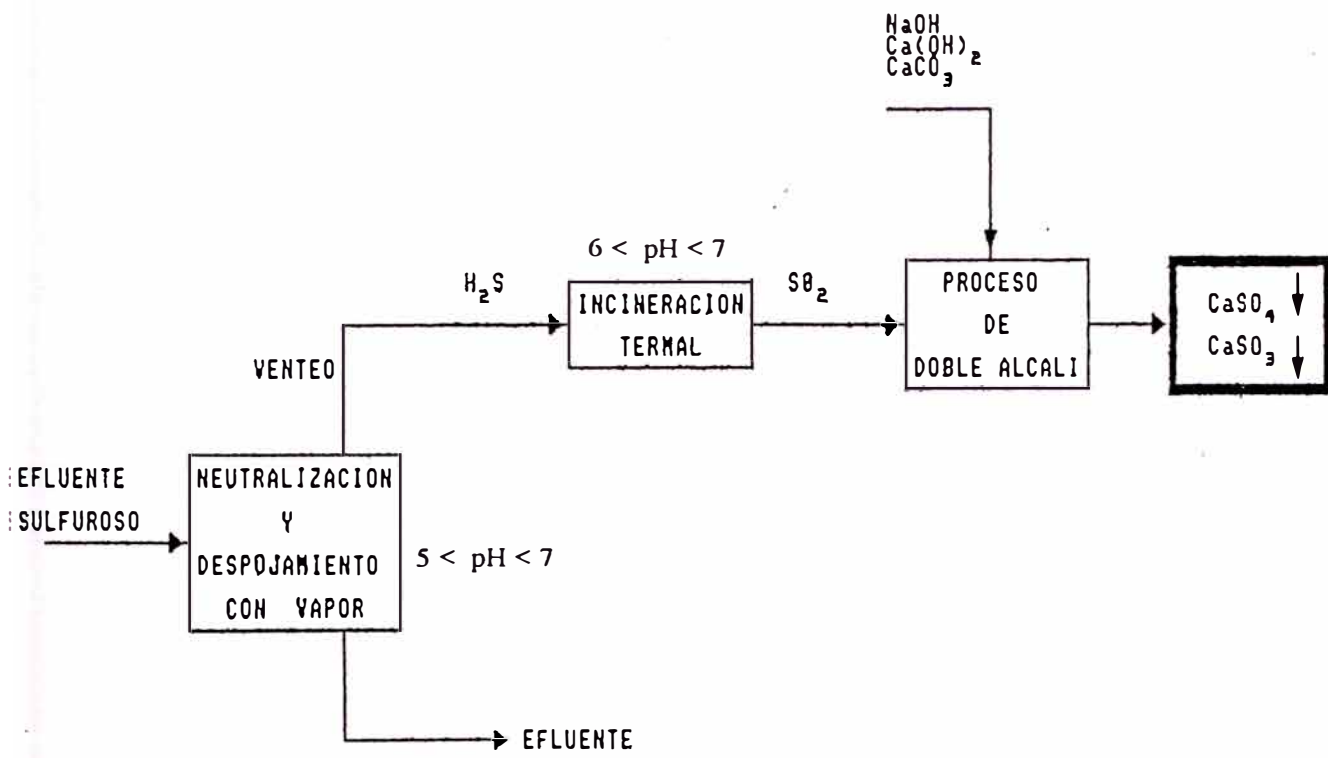 NaOH
Ca(OH)₂
CaCO₃
6 < pH < 7
H₂S
INCINERACION
TERMAL
SO₂
PROCESO
DE
DOBLE ALCALI
CaSO₄ ↓
CaSO₃ ↓
VENTEO
EFLUENTE
SULFUROSO
NEUTRALIZACION
Y
DESPOJAMIENTO
CON VAPOR
5 < pH < 7
EFLUENTE